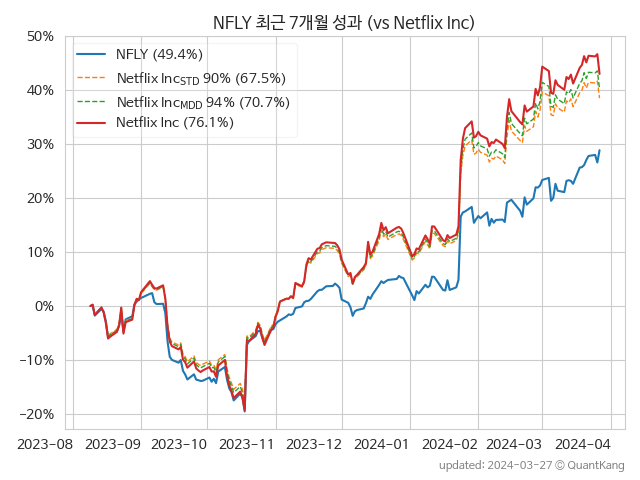 NFLY 최근 7개월 성과 (vs Netflix Inc)
50%
40%
30%
20%
10%
0%
−10%
−20%
NFLY (49.4%)
Netflix IncSTD 90% (67.5%)
Netflix IncMDD 94% (70.7%)
Netflix Inc (76.1%)
2023-08 2023-09 2023-10 2023-11 2023-12 2024-01 2024-02 2024-03 2024-04
updated: 2024-03-27 © QuantKang